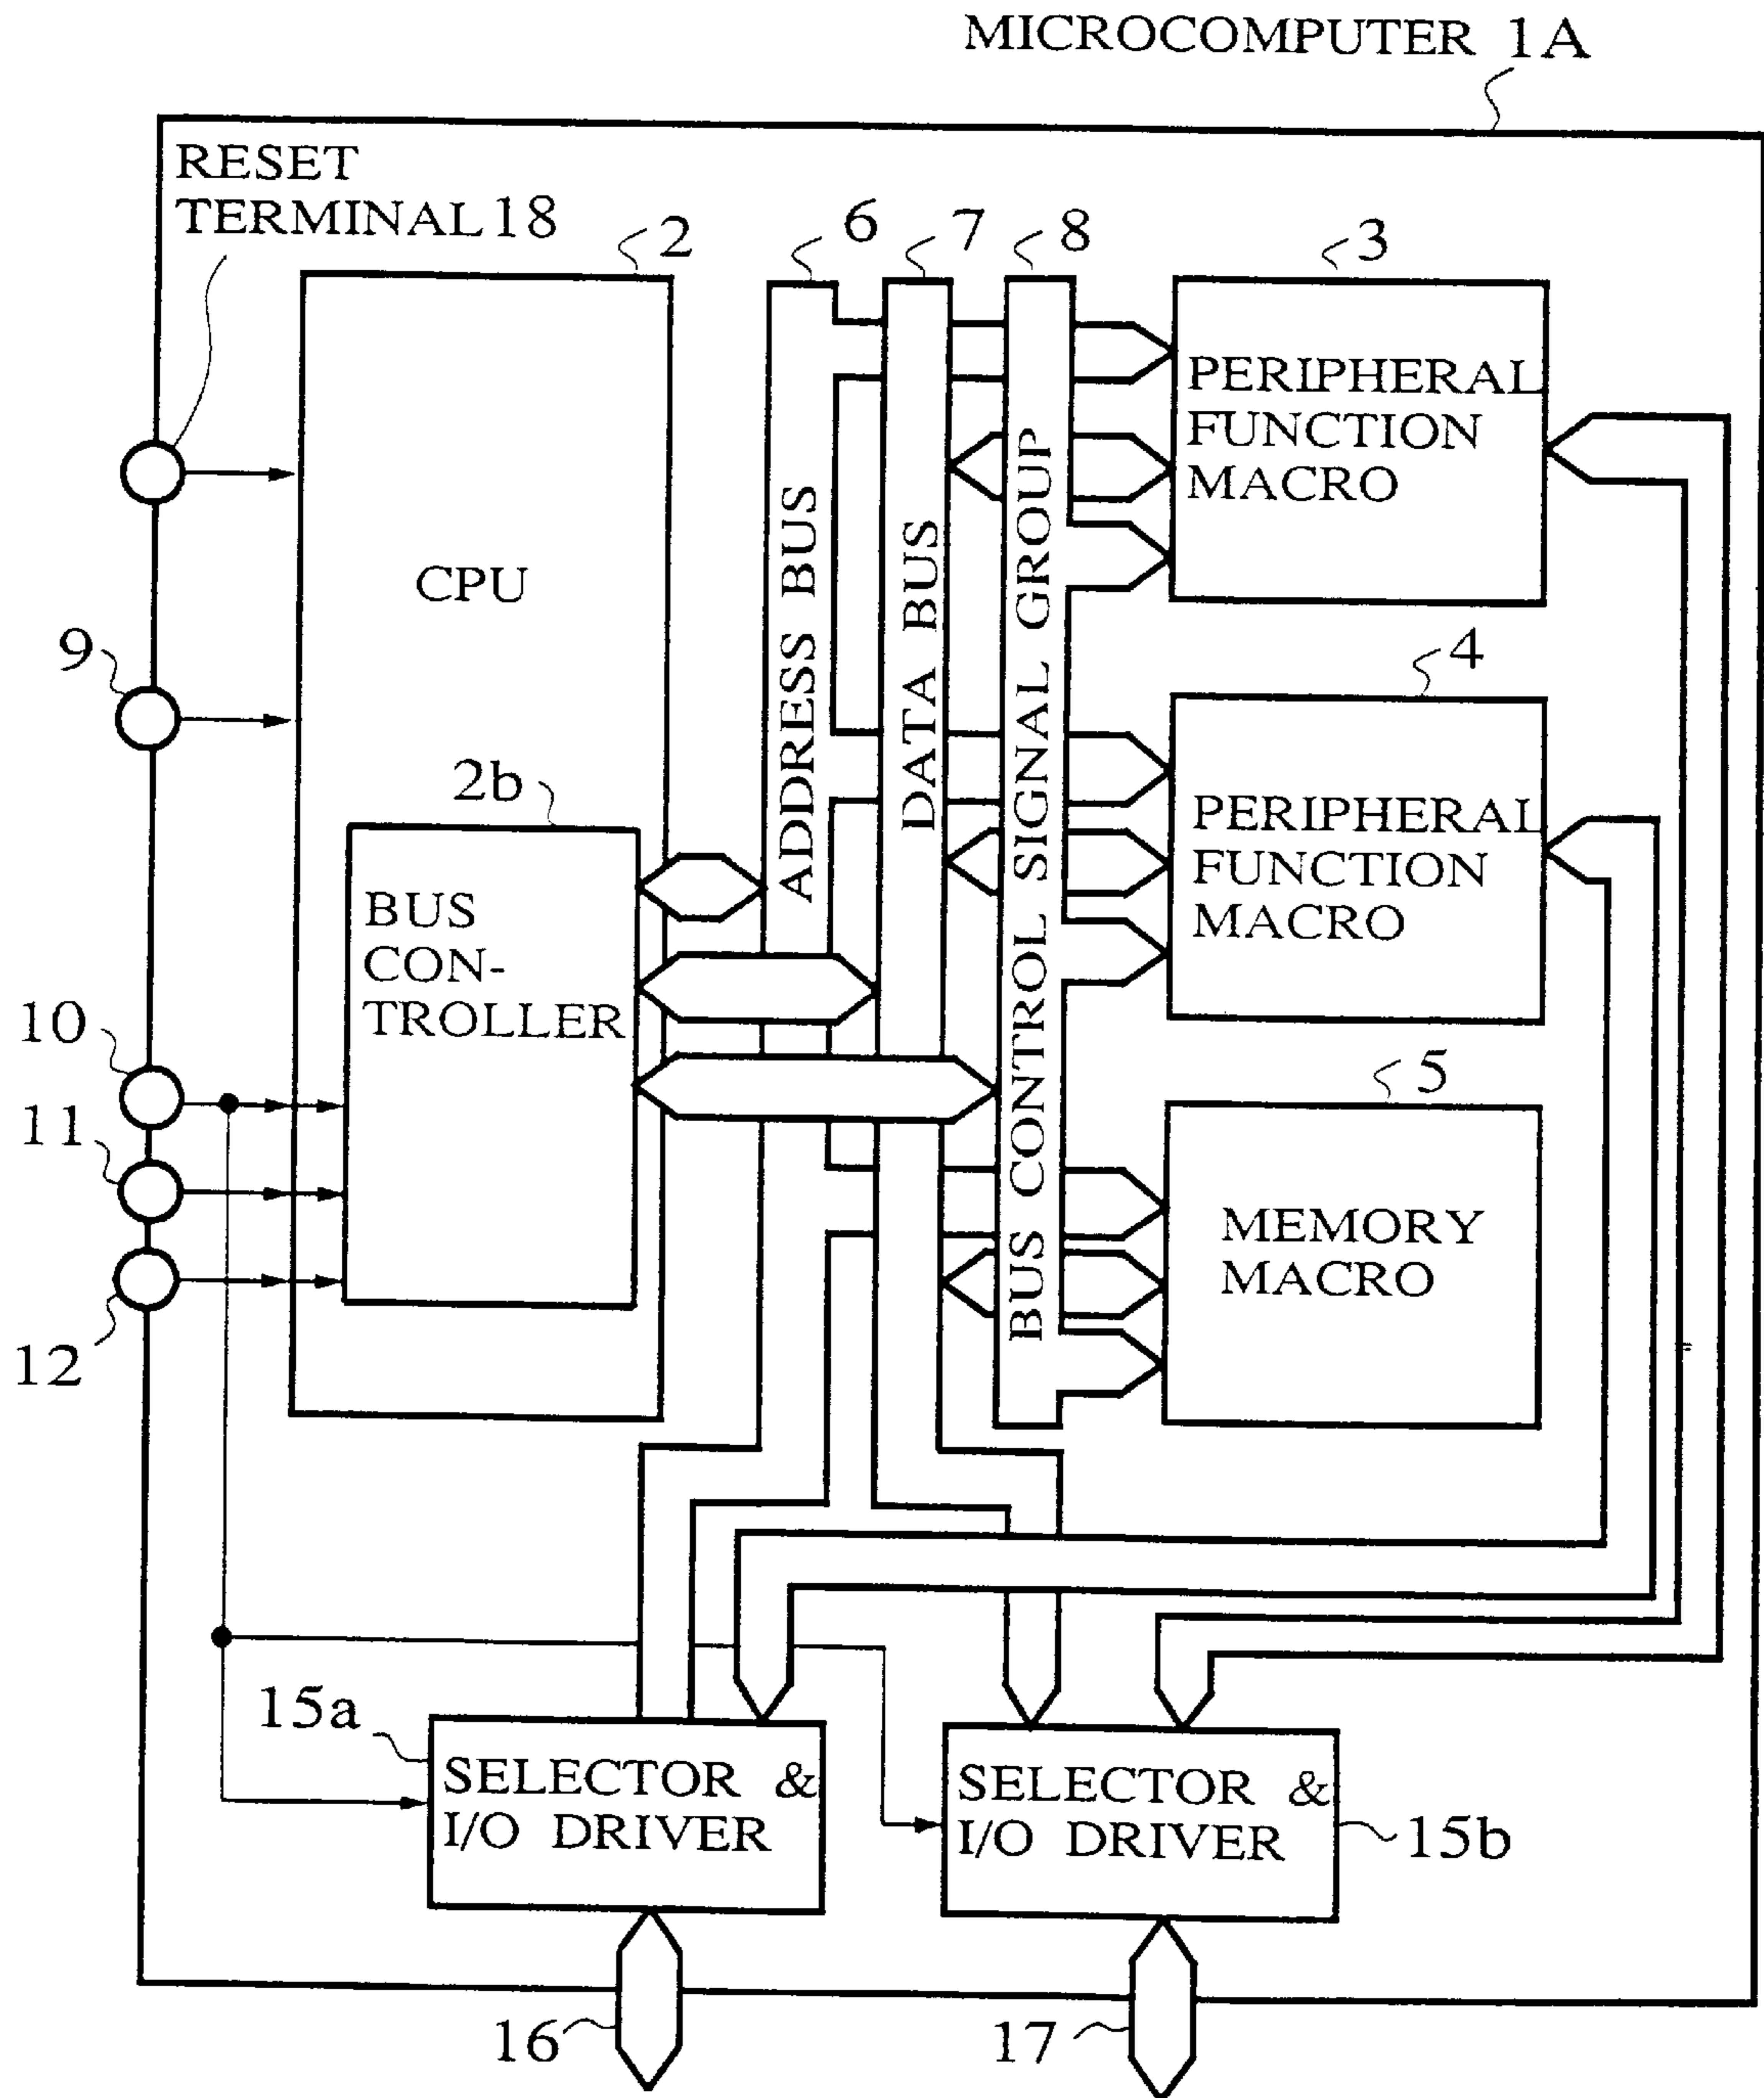 MICROCOMPUTER 1A
RESET
TERMINAL 18
2
6
7
8
3
CPU
ADDRESS BUS
DATA BUS
BUS CONTROL SIGNAL GROUP
PERIPHERAL
FUNCTION
MACRO
9
4
2b
PERIPHERAL
FUNCTION
MACRO
BUS
CON-
TROLLER
10
11
12
5
MEMORY
MACRO
15a
SELECTOR &
I/O DRIVER
SELECTOR &
I/O DRIVER
15b
16
17